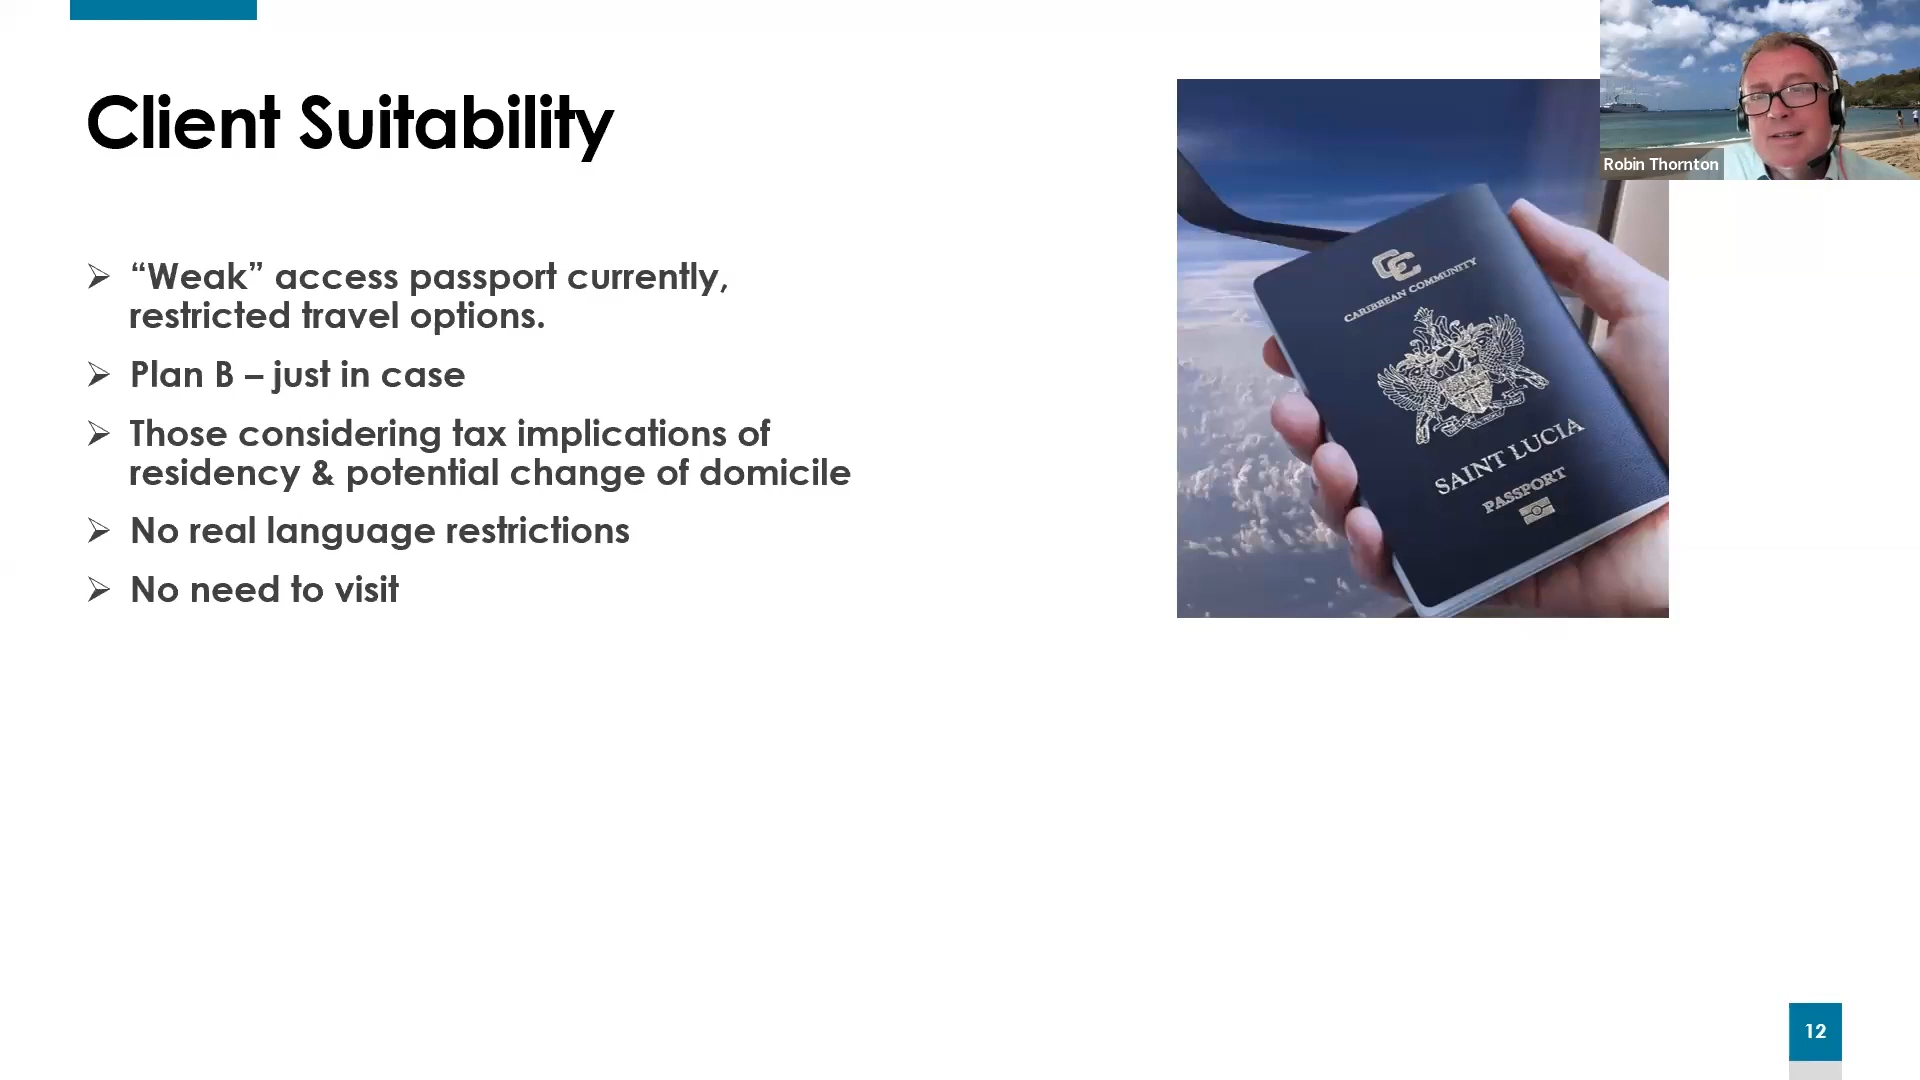 Client Suitability
Robin Thornton
➢ “Weak” access passport currently,
restricted travel options.
➢ Plan B – just in case
➢ Those considering tax implications of
residency & potential change of domicile
➢ No real language restrictions
➢ No need to visit
CARIBBEAN COMMUNITY
SAINT LUCIA
PASSPORT
12